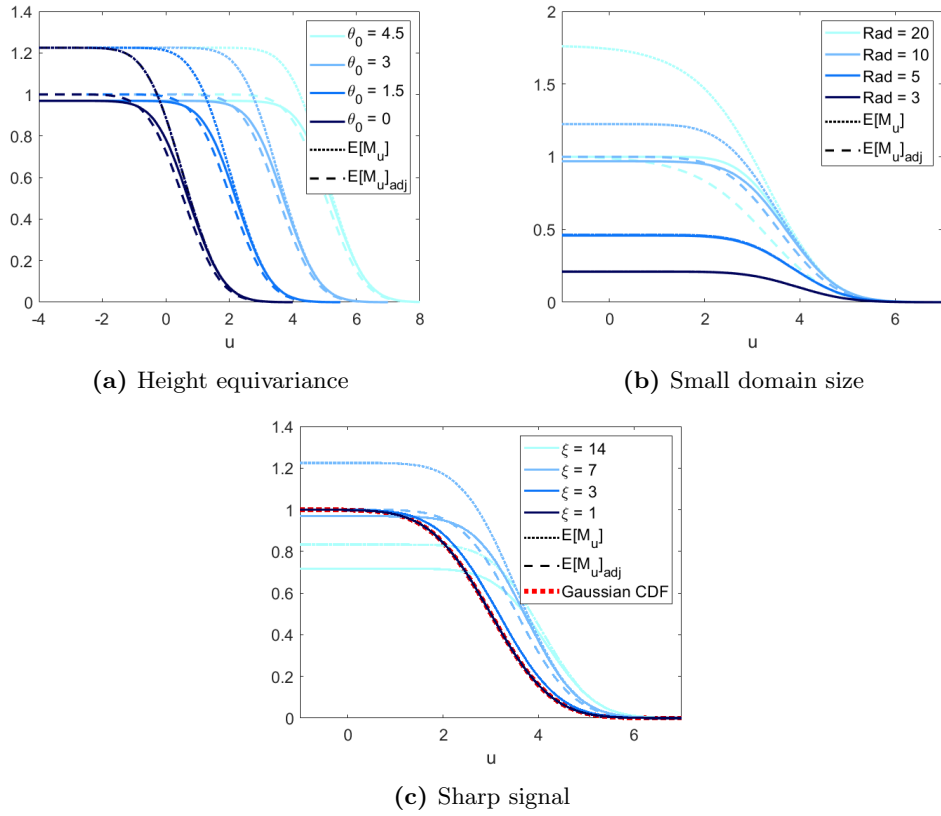 1.4
1.2
1
0.8
0.6
0.4
0.2
0
-4 -2 0 2 4 6 8
u
θ0 = 4.5
θ0 = 3
θ0 = 1.5
θ0 = 0
E[Mu]
E[Mu]adj
(a) Height equivariance
2
1.5
1
0.5
0
0 2 4 6
u
Rad = 20
Rad = 10
Rad = 5
Rad = 3
E[Mu]
E[Mu]adj
(b) Small domain size
1.4
1.2
1
0.8
0.6
0.4
0.2
0
0 2 4 6
u
ξ = 14
ξ = 7
ξ = 3
ξ = 1
E[Mu]
E[Mu]adj
Gaussian CDF
(c) Sharp signal